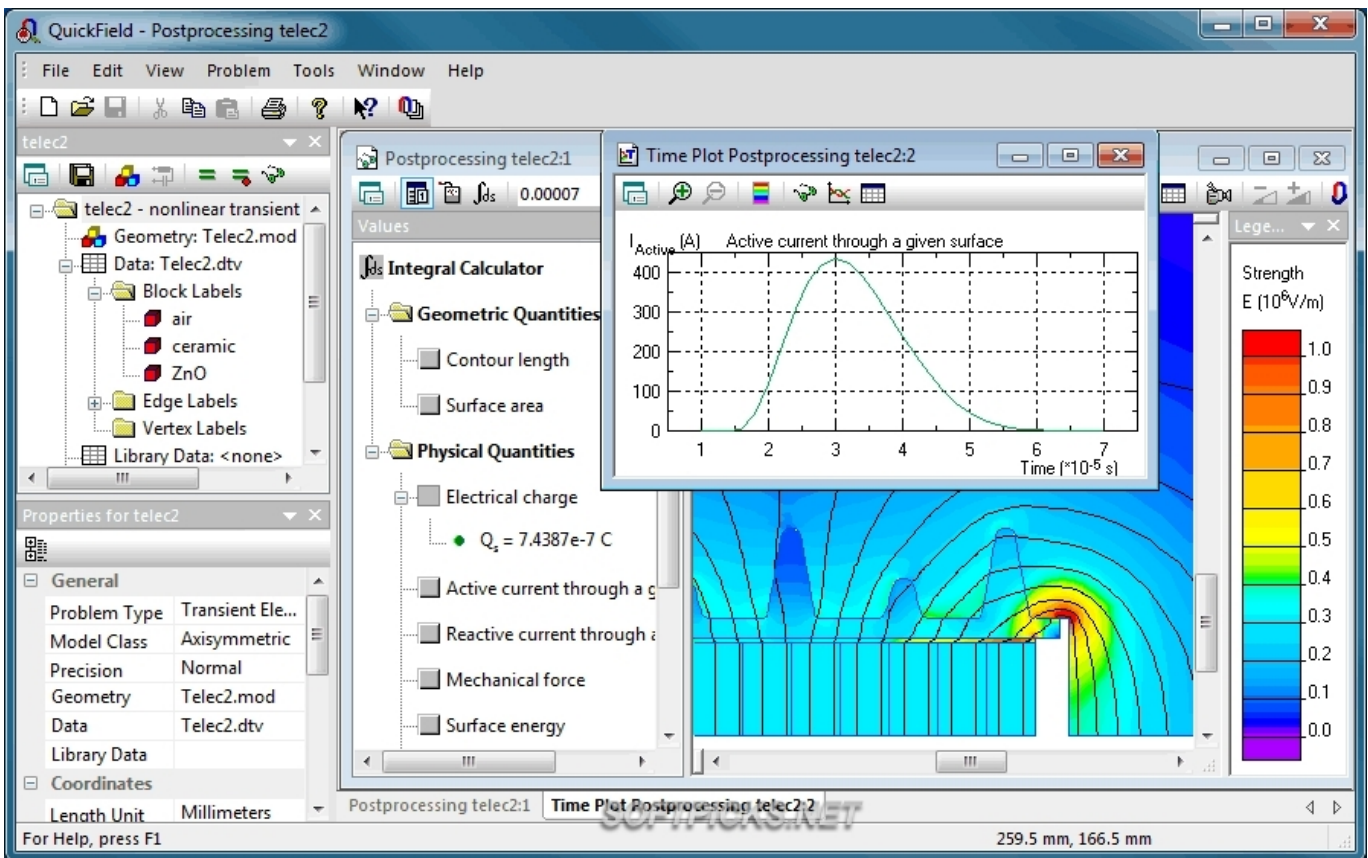 QuickField - Postprocessing telec2
File Edit View Problem Tools Window Help
telec2
telec2 - nonlinear transient
Geometry: Telec2.mod
Data: Telec2.dtv
Block Labels
air
ceramic
ZnO
Edge Labels
Vertex Labels
Library Data: <none>
Properties for telec2
General
Problem Type Transient Ele...
Model Class Axisymmetric
Precision Normal
Geometry Telec2.mod
Data Telec2.dtv
Library Data
Coordinates
Length Unit Millimeters
Postprocessing telec2:1
0.00007
Values
Integral Calculator
Geometric Quantities
Contour length
Surface area
Physical Quantities
Electrical charge
Qs = 7.4387e-7 C
Active current through a g
Reactive current through a
Mechanical force
Surface energy
Time Plot Postprocessing telec2:2
I Active (A) Active current through a given surface
400
300
200
100
0
1 2 3 4 5 6 7
Time (*10-5 s)
Lege...
Strength
E (10^6V/m)
1.0
0.9
0.8
0.7
0.6
0.5
0.4
0.3
0.2
0.1
0.0
Postprocessing telec2:1 Time Plot Postprocessing telec2:2
SOFTPICKS.NET
For Help, press F1 259.5 mm, 166.5 mm